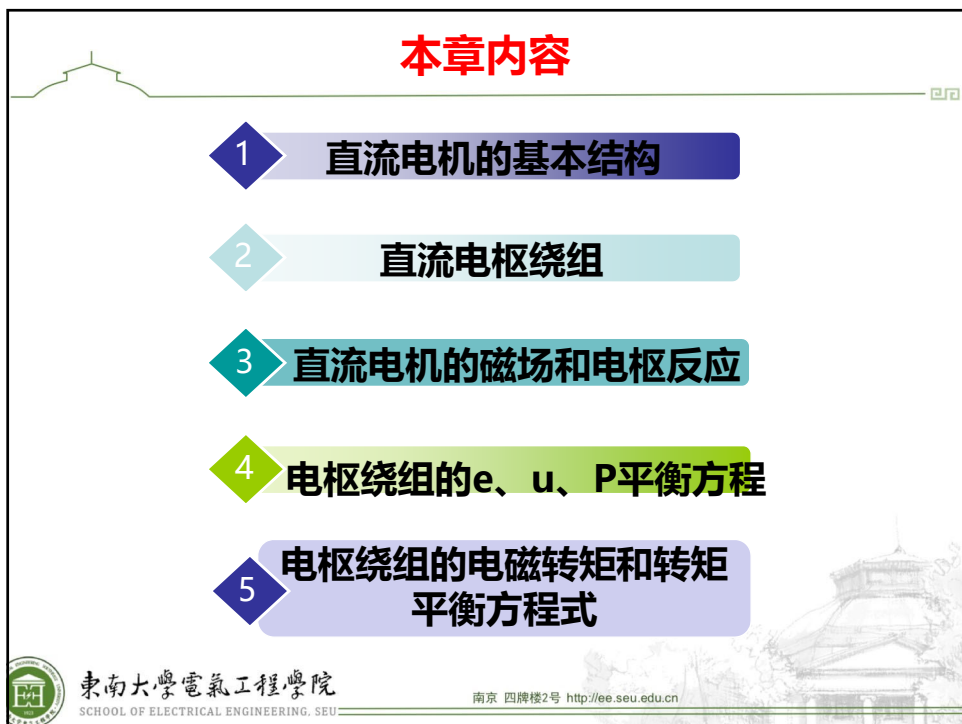 本章内容
1
直流电机的基本结构
2
直流电枢绕组
3
直流电机的磁场和电枢反应
4
电枢绕组的e、u、P平衡方程
5
电枢绕组的电磁转矩和转矩
平衡方程式
東南大學電氣工程學院
SCHOOL OF ELECTRICAL ENGINEERING, SEU
南京 四牌楼2号 http://ee.seu.edu.cn